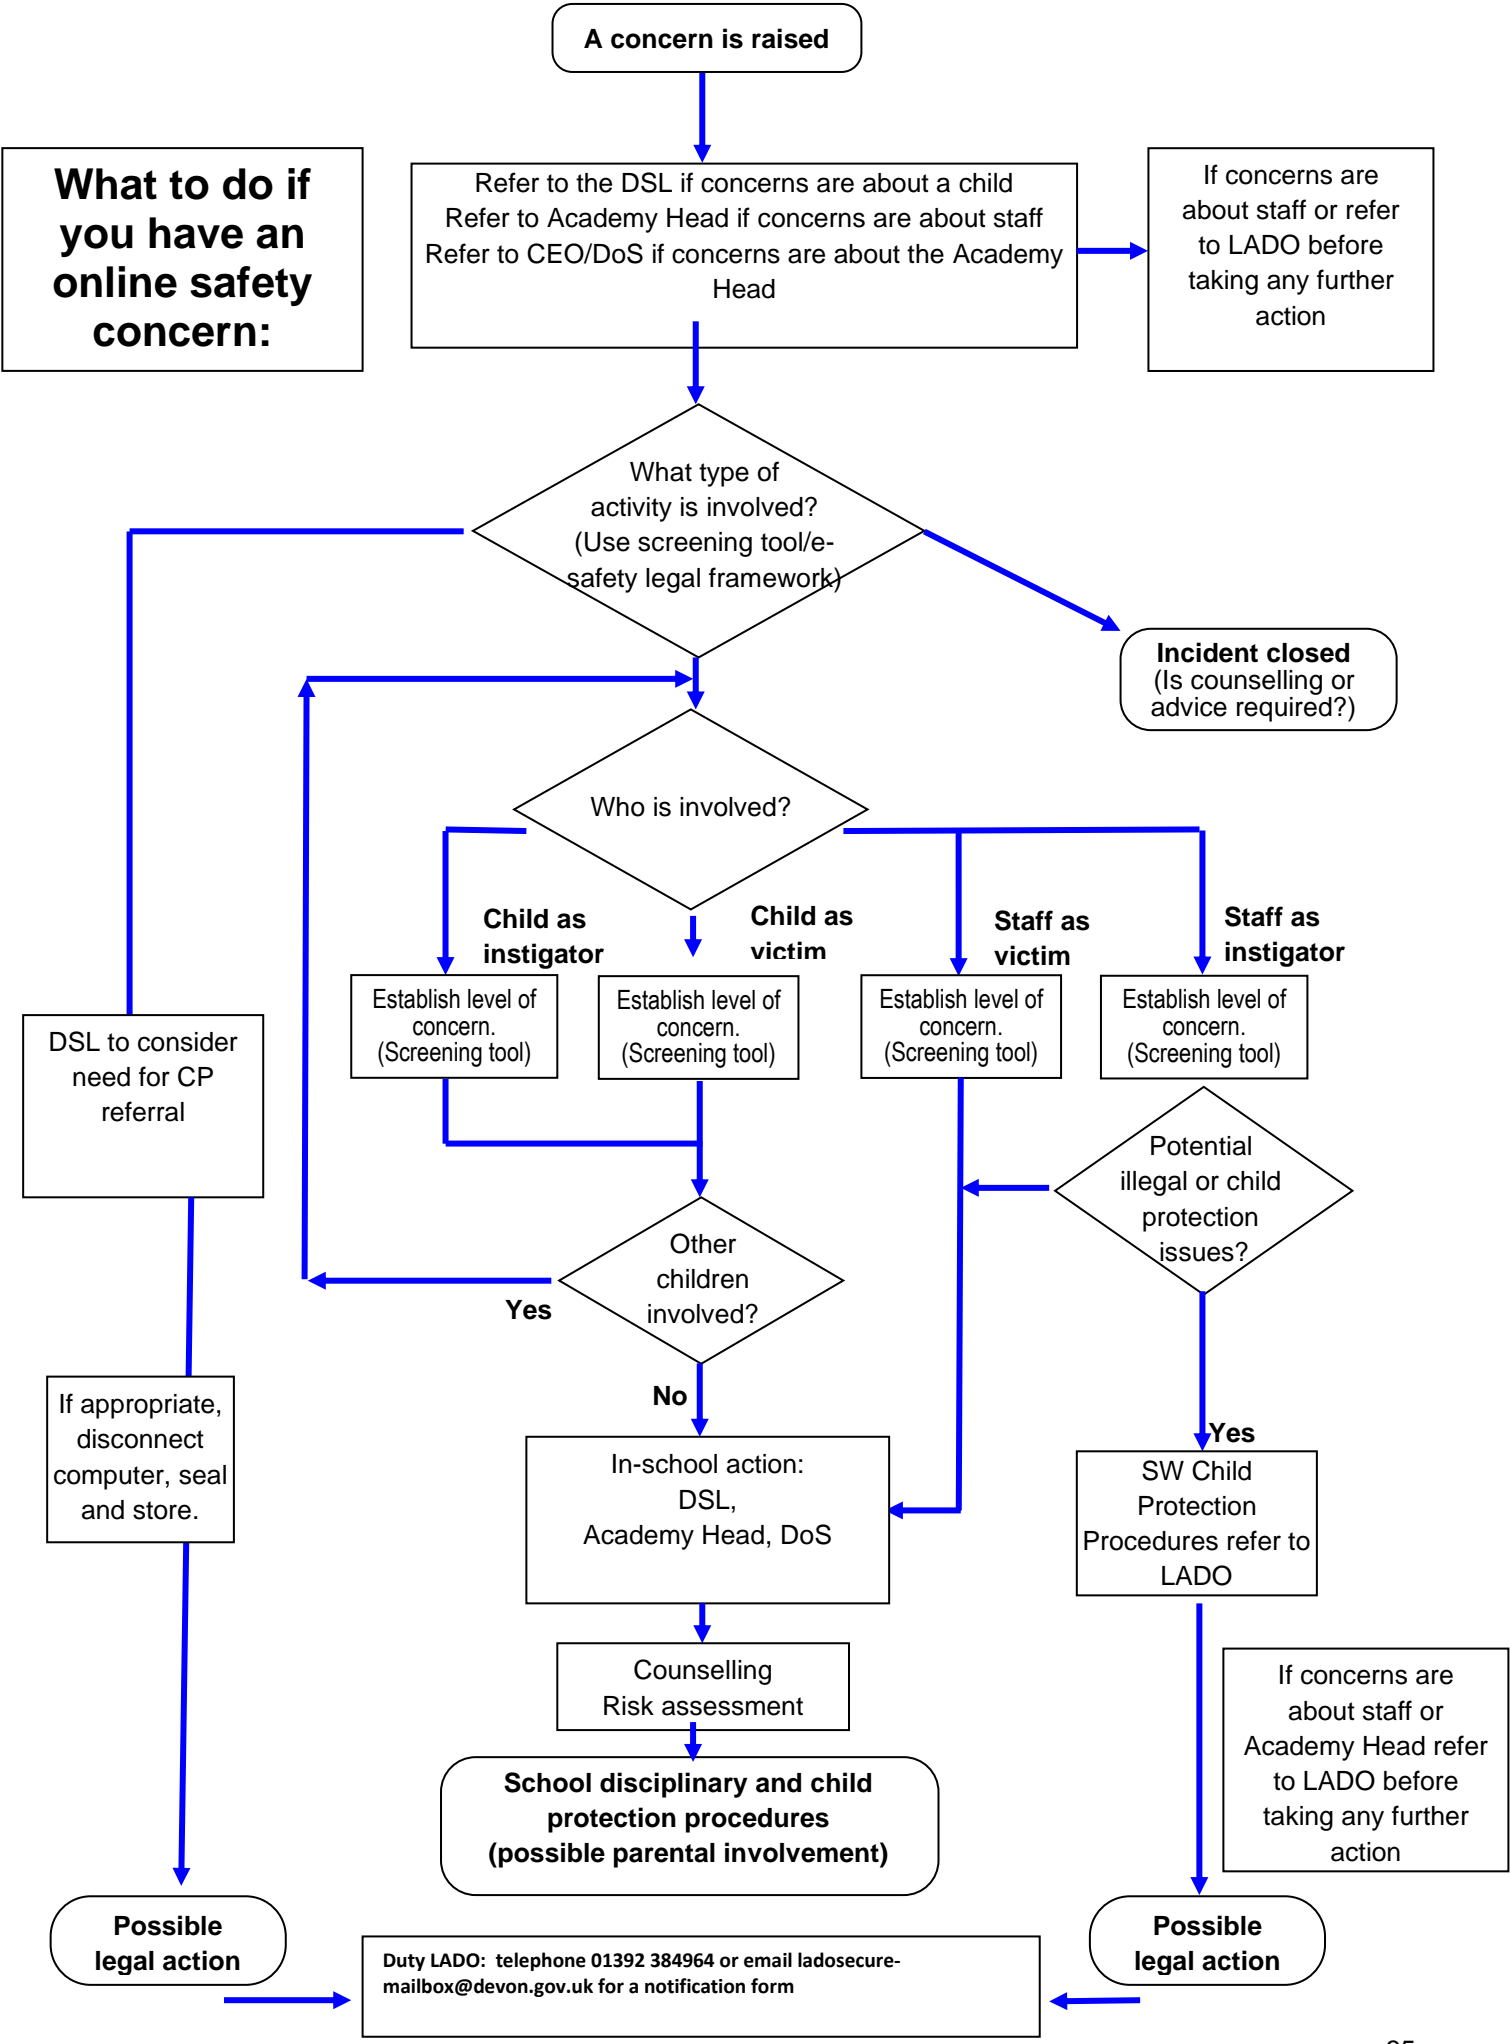 A concern is raised
What to do if
you have an
online safety
concern:
Refer to the DSL if concerns are about a child
Refer to Academy Head if concerns are about staff
Refer to CEO/DoS if concerns are about the Academy
Head
If concerns are
about staff or refer
to LADO before
taking any further
action
What type of
activity is involved?
(Use screening tool/e-
safety legal framework)
Incident closed
(Is counselling or
advice required?)
Who is involved?
Child as
instigator
Child as
victim
Staff as
victim
Staff as
instigator
Establish level of
concern.
(Screening tool)
Establish level of
concern.
(Screening tool)
Establish level of
concern.
(Screening tool)
Establish level of
concern.
(Screening tool)
DSL to consider
need for CP
referral
Potential
illegal or child
protection
issues?
Other
children
involved?
Yes
No
If appropriate,
disconnect
computer, seal
and store.
In-school action:
DSL,
Academy Head, DoS
Yes
SW Child
Protection
Procedures refer to
LADO
Counselling
Risk assessment
If concerns are
about staff or
Academy Head refer
to LADO before
taking any further
action
School disciplinary and child
protection procedures
(possible parental involvement)
Possible
legal action
Possible
legal action
Duty LADO: telephone 01392 384964 or email ladosecure-
mailbox@devon.gov.uk for a notification form